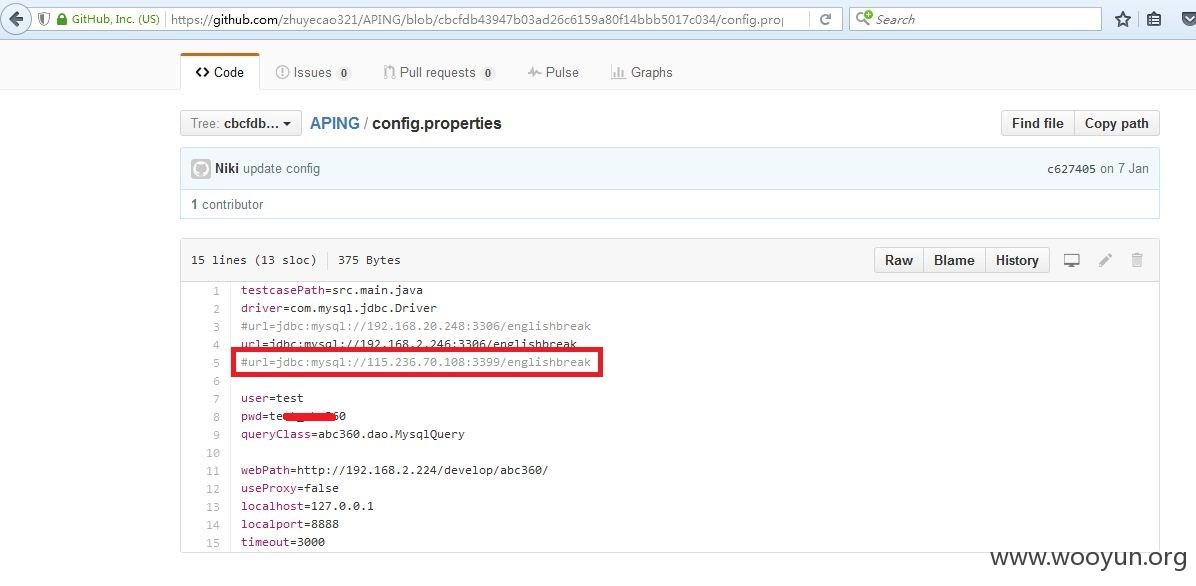 GitHub, Inc. (US) https://github.com/zhuyecao321/APING/blob/cbcfdb43947b03ad26c6159a80f14bbb5017c034/config.pro Search
Code Issues 0 Pull requests 0 Pulse Graphs
Tree: cbcfdb... APING / config.properties Find file Copy path
Niki update config c627405 on 7 Jan
1 contributor
15 lines (13 sloc) 375 Bytes Raw Blame History
1 testcasePath=src.main.java
2 driver=com.mysql.jdbc.Driver
3 #url=jdbc:mysql://192.168.20.248:3306/englishbreak
4 url=jdbc:mysql://192.168.2.246:3306/englishbreak
5 #url=jdbc:mysql://115.236.70.108:3399/englishbreak
6
7 user=test
8 pwd=te 60
9 queryClass=abc360.dao.MysqlQuery
10
11 webPath=http://192.168.2.224/develop/abc360/
12 useProxy=false
13 localhost=127.0.0.1
14 localport=8888
15 timeout=3000
www.wooyun.org